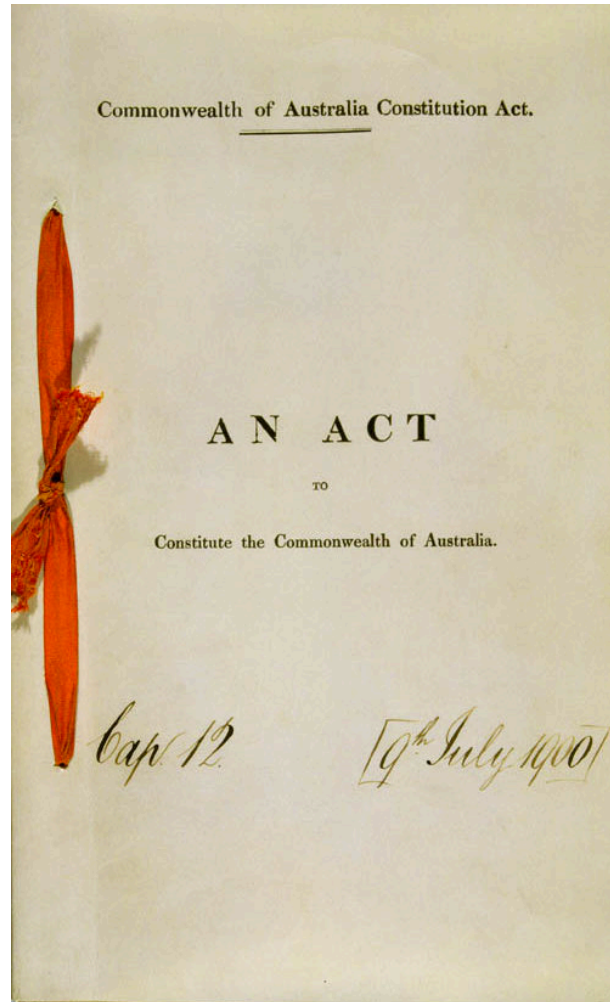 Commonwealth of Australia Constitution Act.
AN ACT
TO
Constitute the Commonwealth of Australia.
Cap. 12. [9th July 1900]